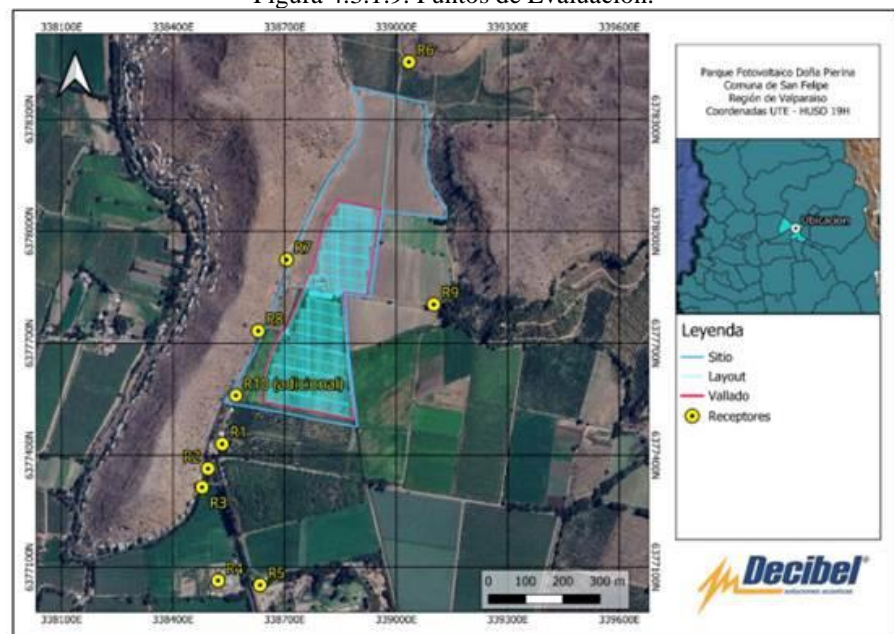 Figura 4.3.1.9. Puntos de Evaluación.
338100E 338400E 338700E 339000E 339300E 339600E
R6
6378300N 6378300N
6378000N 6378000N
R7
R9
R8
6377700N 6377700N
R10 (adicional)
R1
6377400N 6377400N
R2
R3
R4
R5
6377100N 6377100N
0 100 200 300 m
338100E 338400E 338700E 339000E 339300E 339600E
Parque Fotovoltaico Doña Pierina
Comuna de San Felipe
Región de Valparaíso
Coordenadas UTE - HUSO 19H
Ubicación
Leyenda
Sitio
Layout
Vallado
Receptores
Decibel
soluciones acústicas